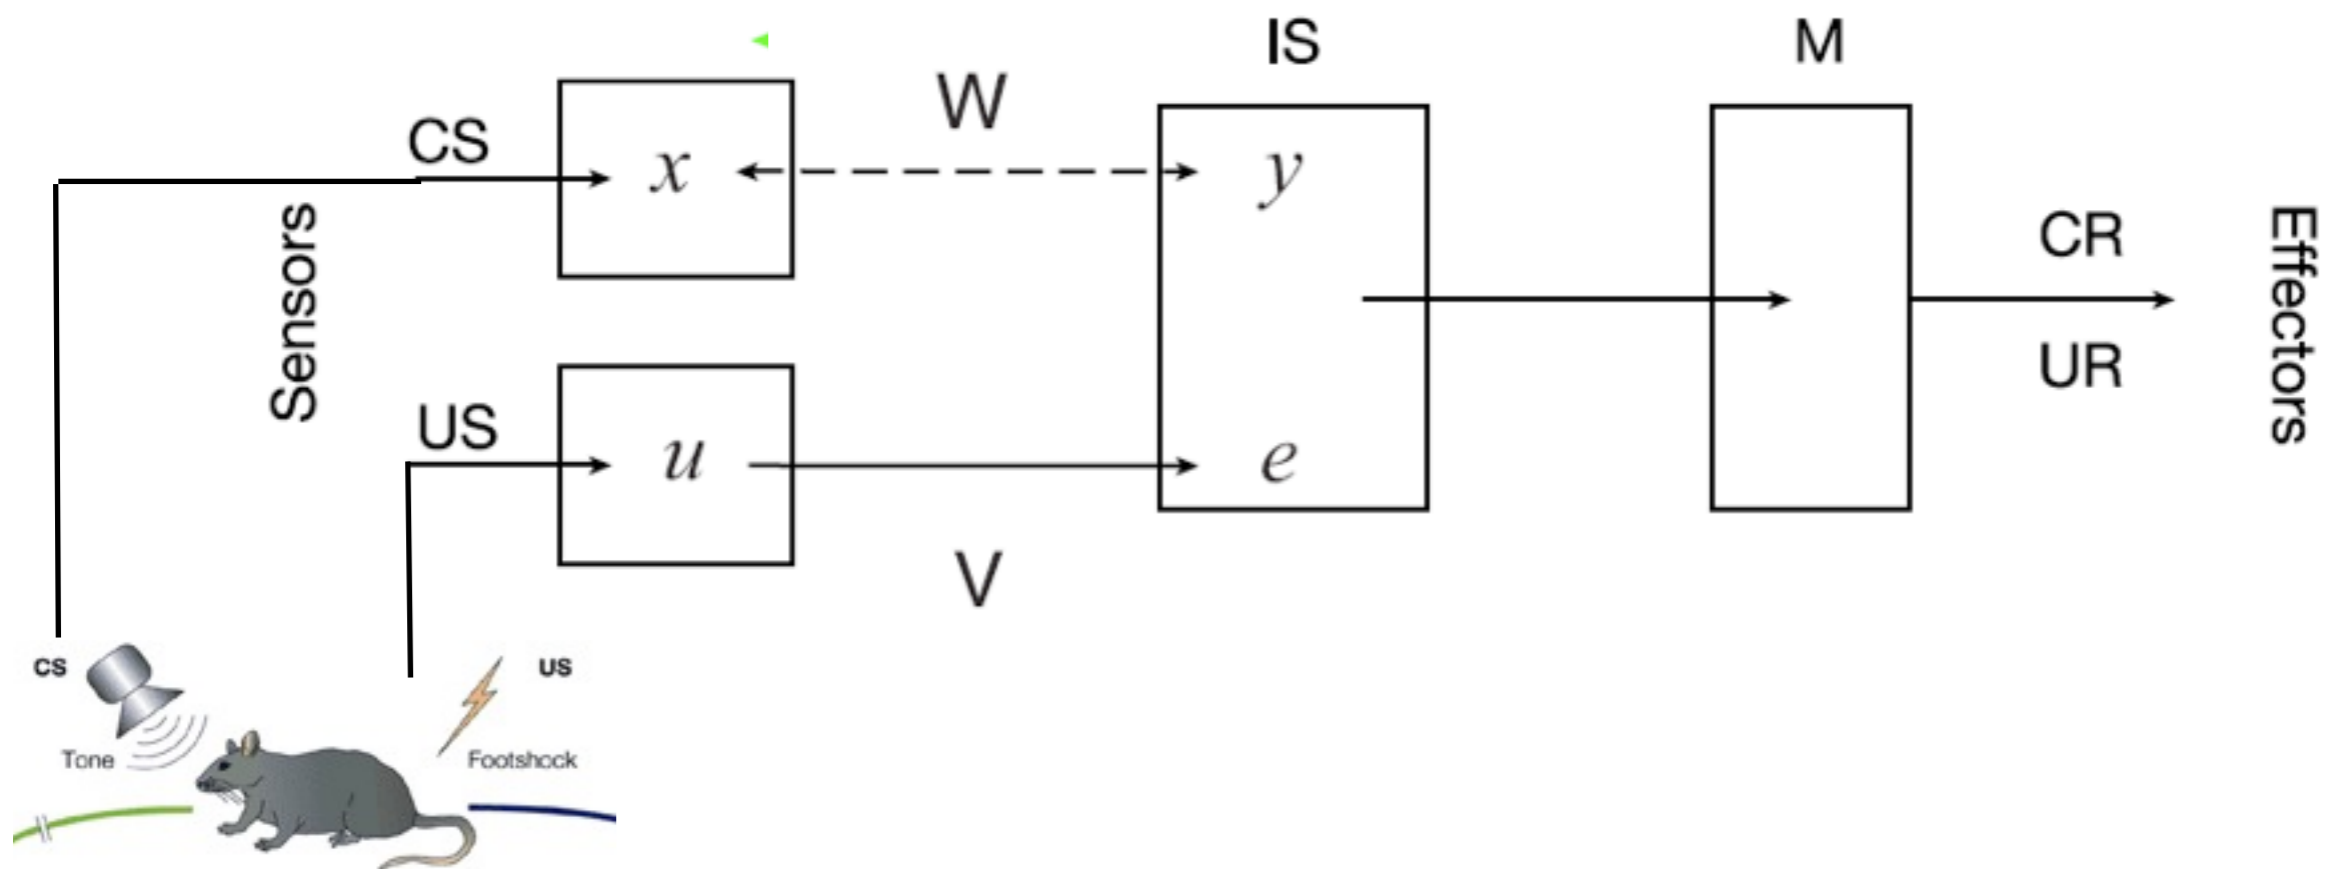 IS
M
W
CS
x
y
Sensors
CR
Effectors
UR
US
u
e
V
CS
US
Tone
Footshock